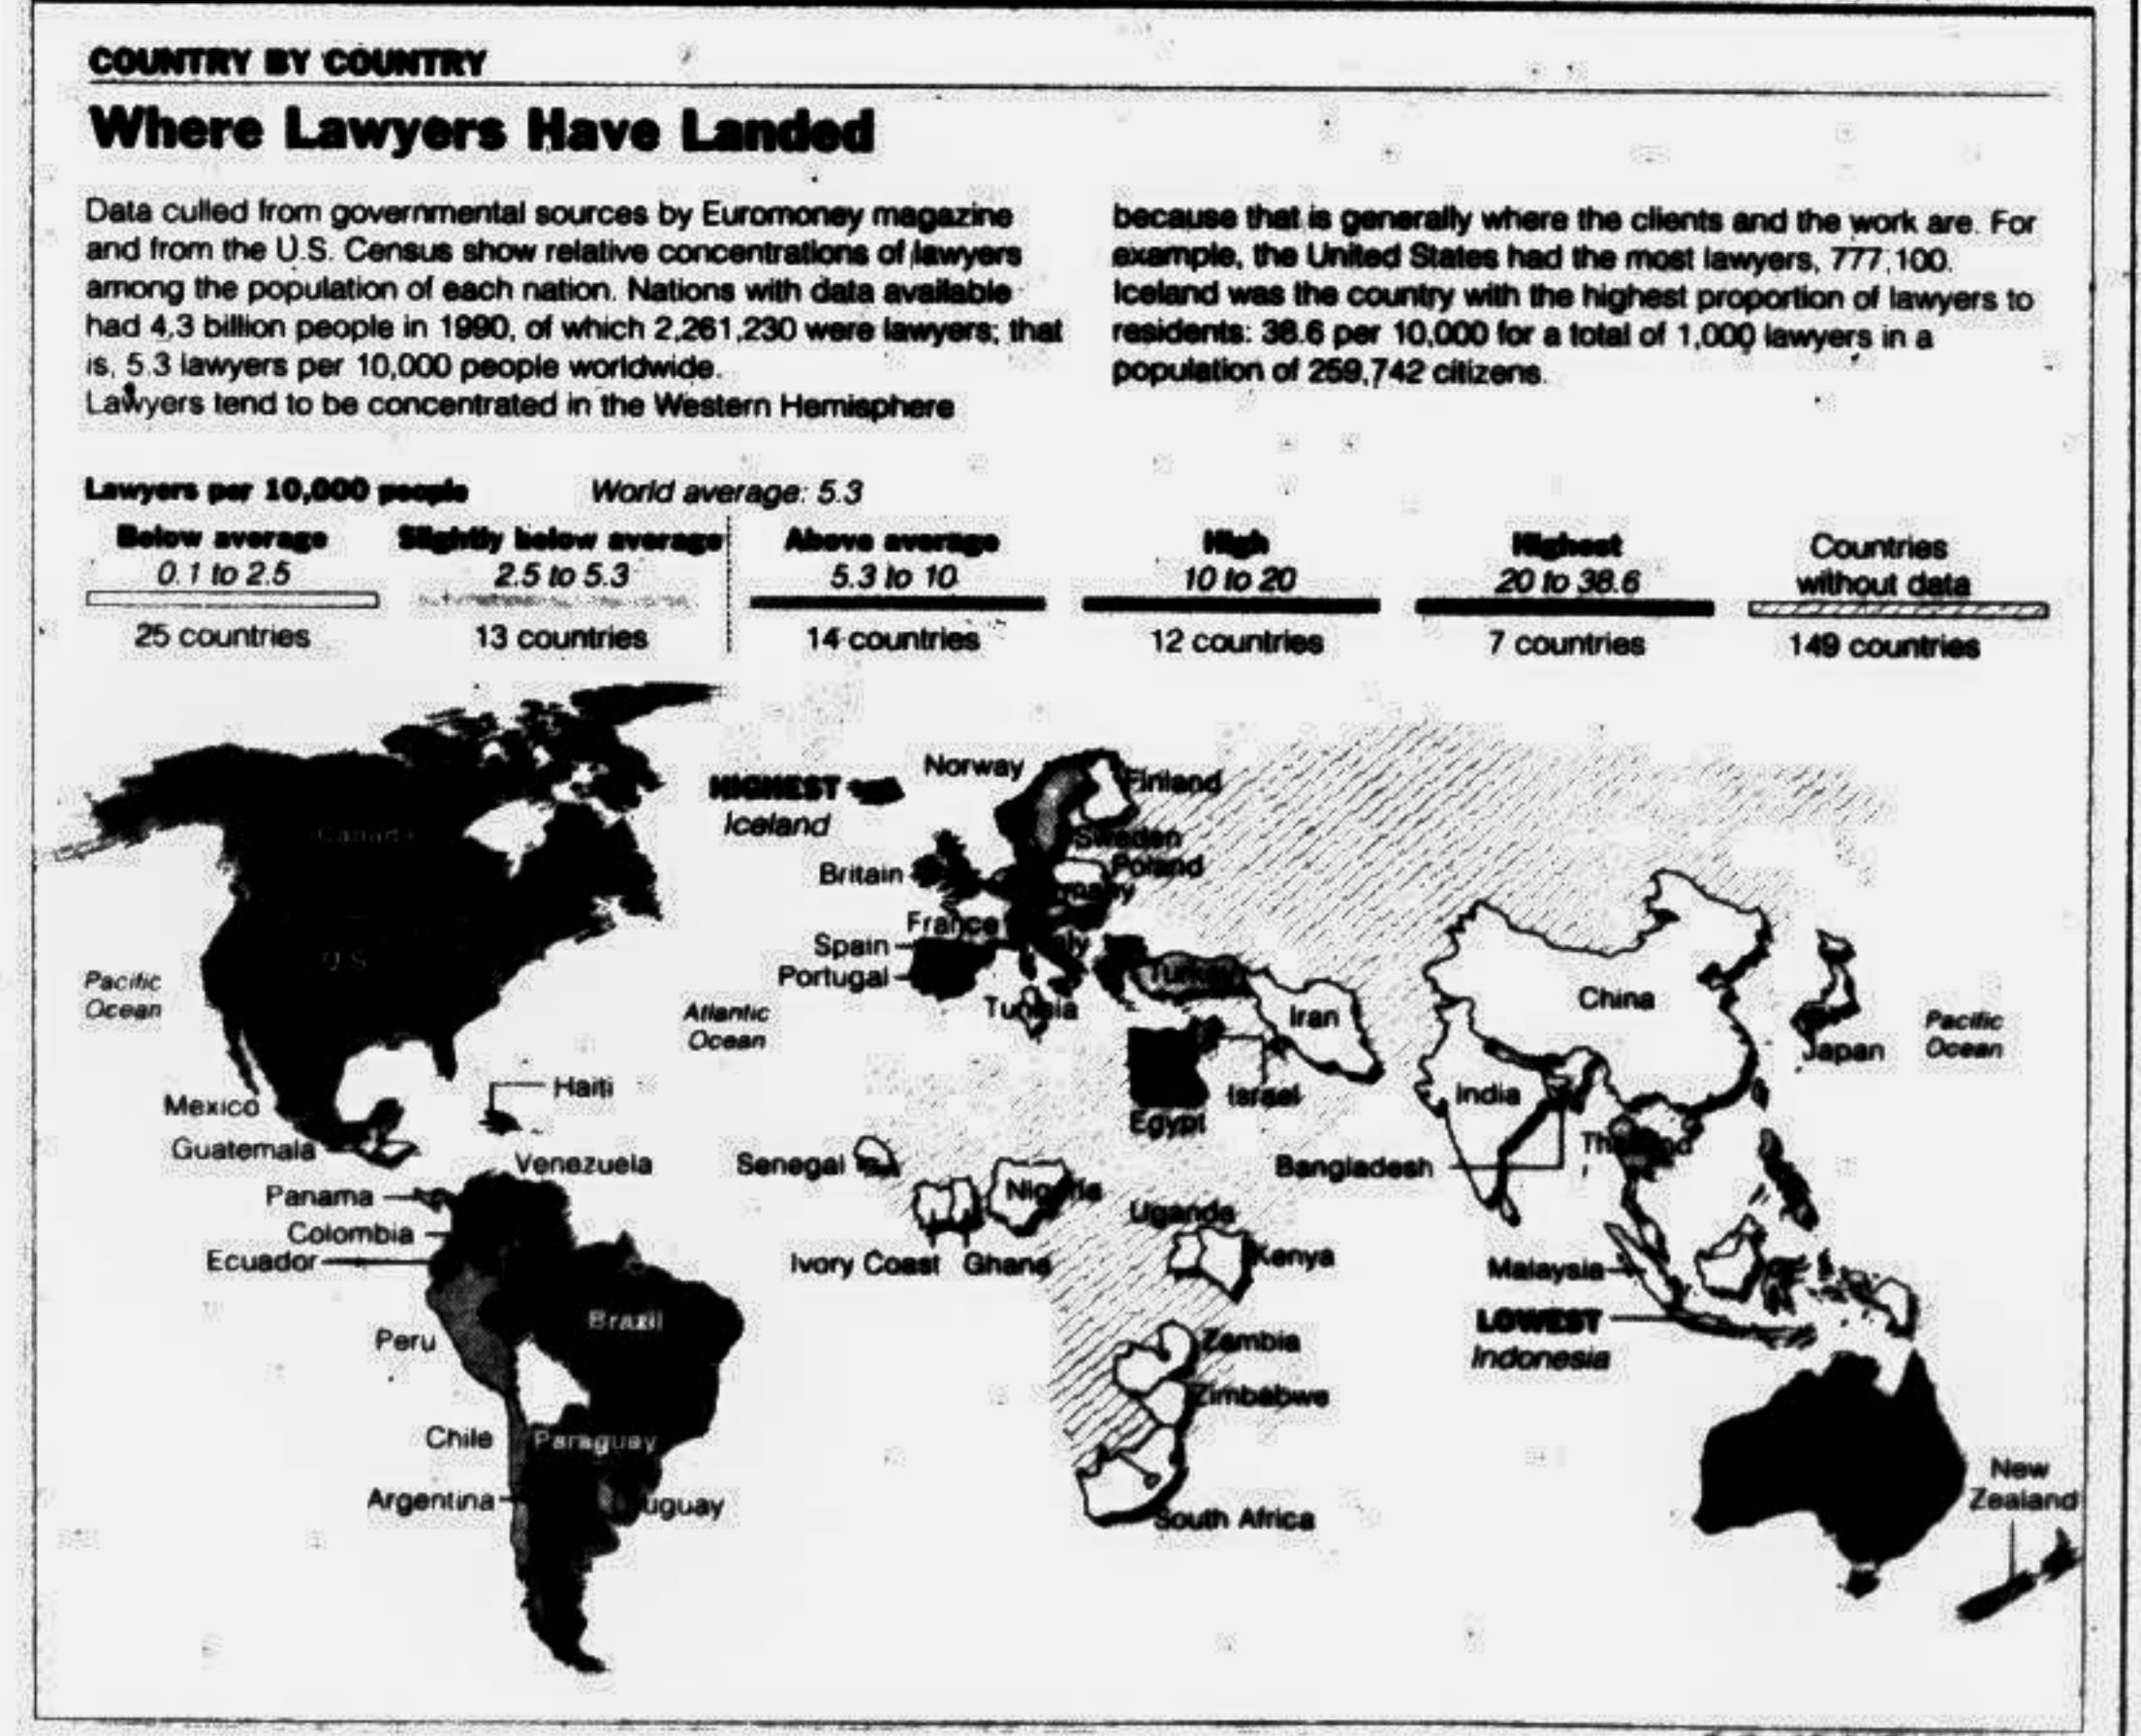 COUNTRY BY COUNTRY
Where Lawyers Have Landed
Data culled from governmental sources by Euromoney magazine
and from the U.S. Census show relative concentrations of lawyers
among the population of each nation. Nations with data available
had 4.3 billion people in 1990, of which 2,261,230 were lawyers; that
is, 5.3 lawyers per 10,000 people worldwide.
Lawyers tend to be concentrated in the Western Hemisphere
because that is generally where the clients and the work are. For
example, the United States had the most lawyers, 777,100.
Iceland was the country with the highest proportion of lawyers to
residents: 38.6 per 10,000 for a total of 1,000 lawyers in a
population of 259,742 citizens.
Lawyers per 10,000 people
World average: 5.3
Below average
0.1 to 2.5
25 countries
Slightly below average
2.5 to 5.3
13 countries
Above average
5.3 to 10
14 countries
High
10 to 20
12 countries
Highest
20 to 38.6
7 countries
Countries
without data
149 countries
Canada
U.S.
Pacific
Ocean
Mexico
Guatemala
Haiti
Venezuela
Panama
Colombia
Ecuador
Peru
Brazil
Chile
Paraguay
Argentina
Uruguay
HIGHEST
Iceland
Norway
Finland
Sweden
Britain
Poland
Germany
France
Spain
Italy
Portugal
Turkey
Tunisia
Atlantic
Ocean
Iran
Israel
Egypt
Senegal
Nigeria
Ivory Coast
Ghana
Uganda
Kenya
Zambia
Zimbabwe
South Africa
China
India
Japan
Pacific
Ocean
Bangladesh
Thailand
Malaysia
LOWEST
Indonesia
New
Zealand